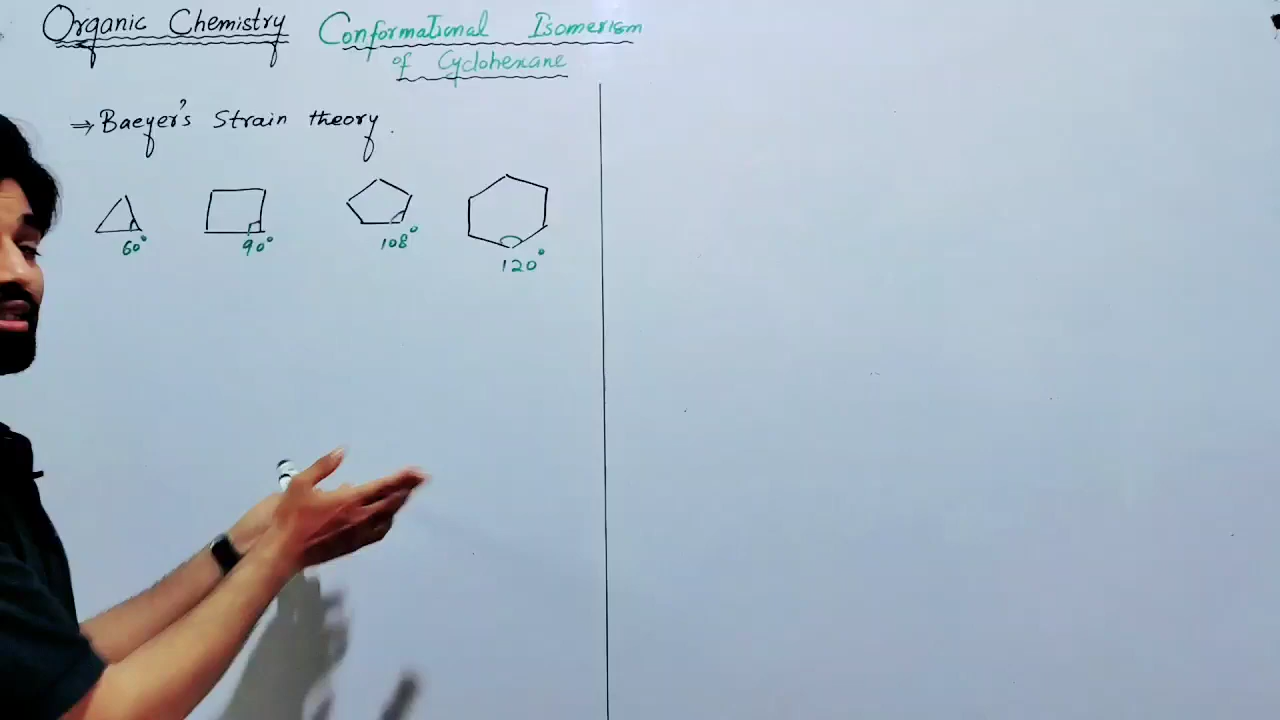 Organic Chemistry Conformational Isomerism
of Cyclohexane
⇒ Baeyer's Strain theory.
60° 90° 108° 120°